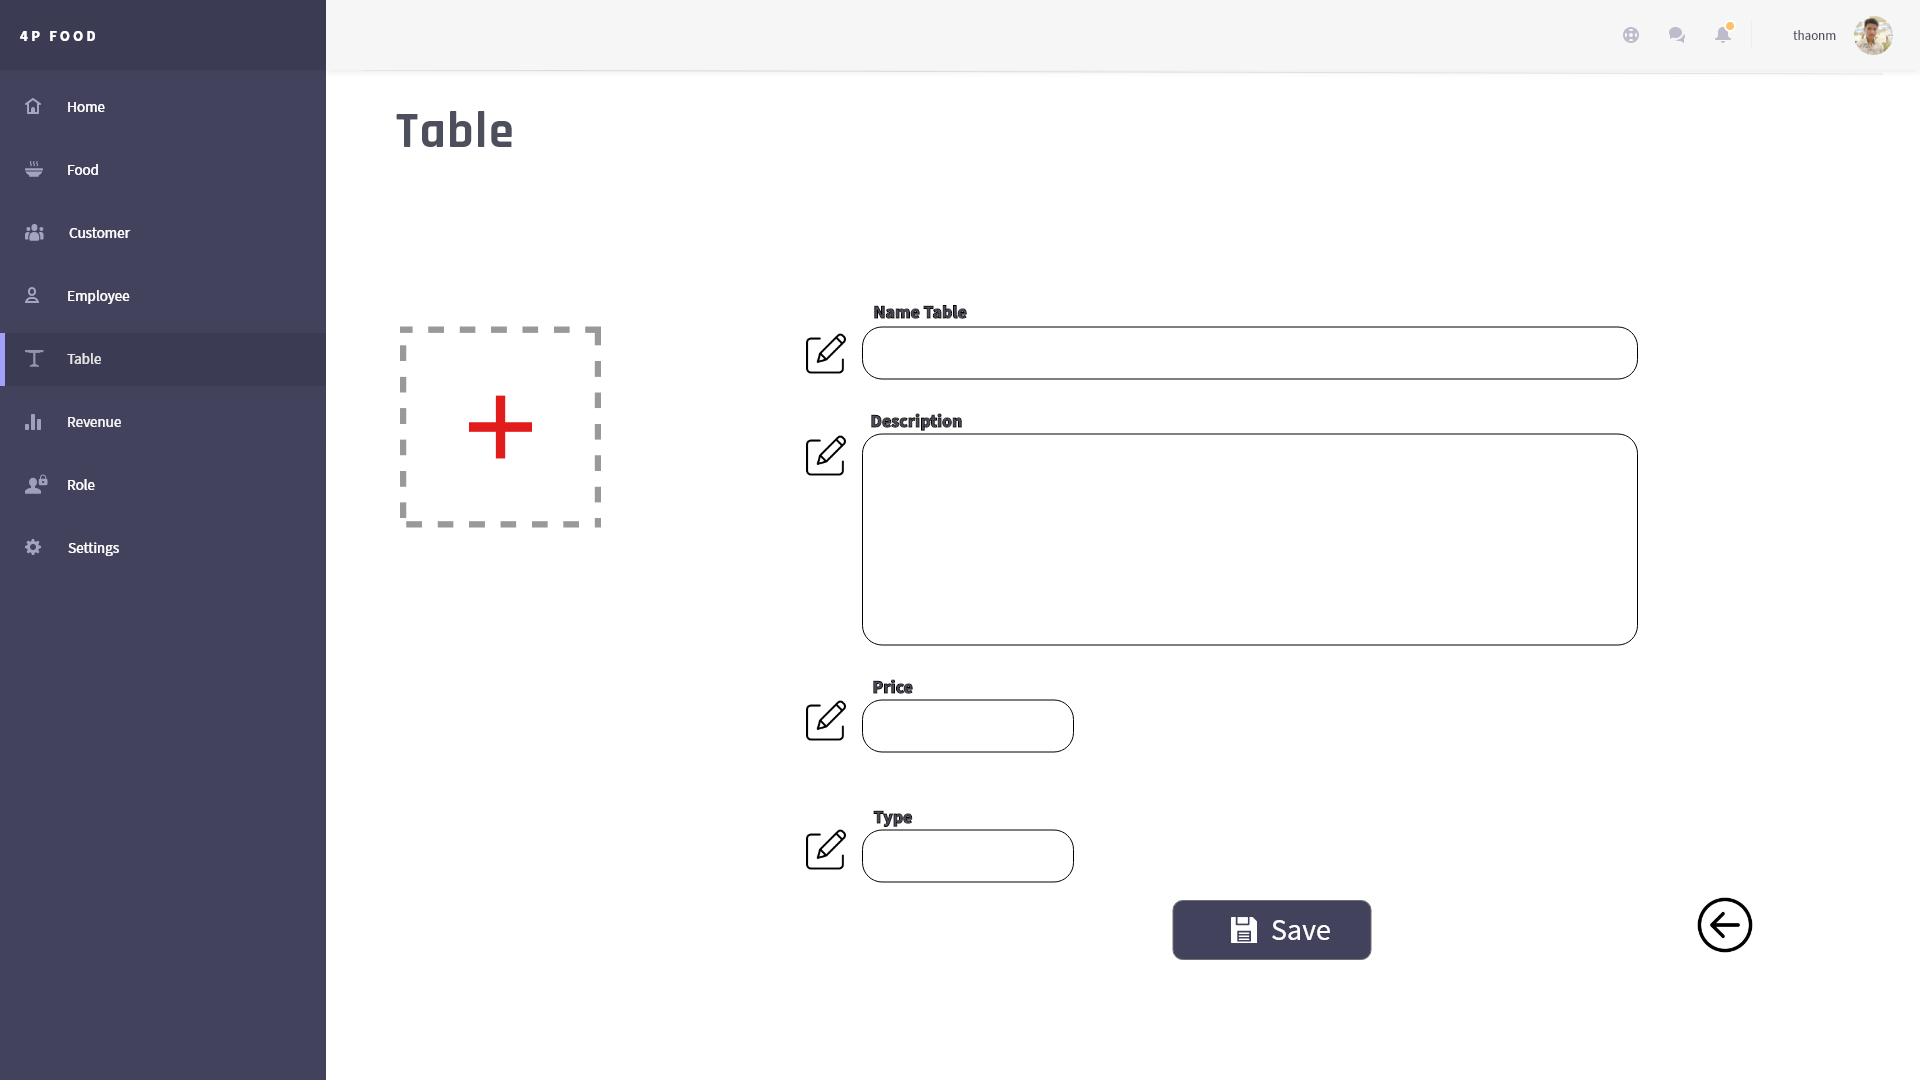 4P FOOD
thaonm
Home
Food
Customer
Employee
Table
Revenue
Role
Settings
Table
Name Table
Description
Price
Type
Save